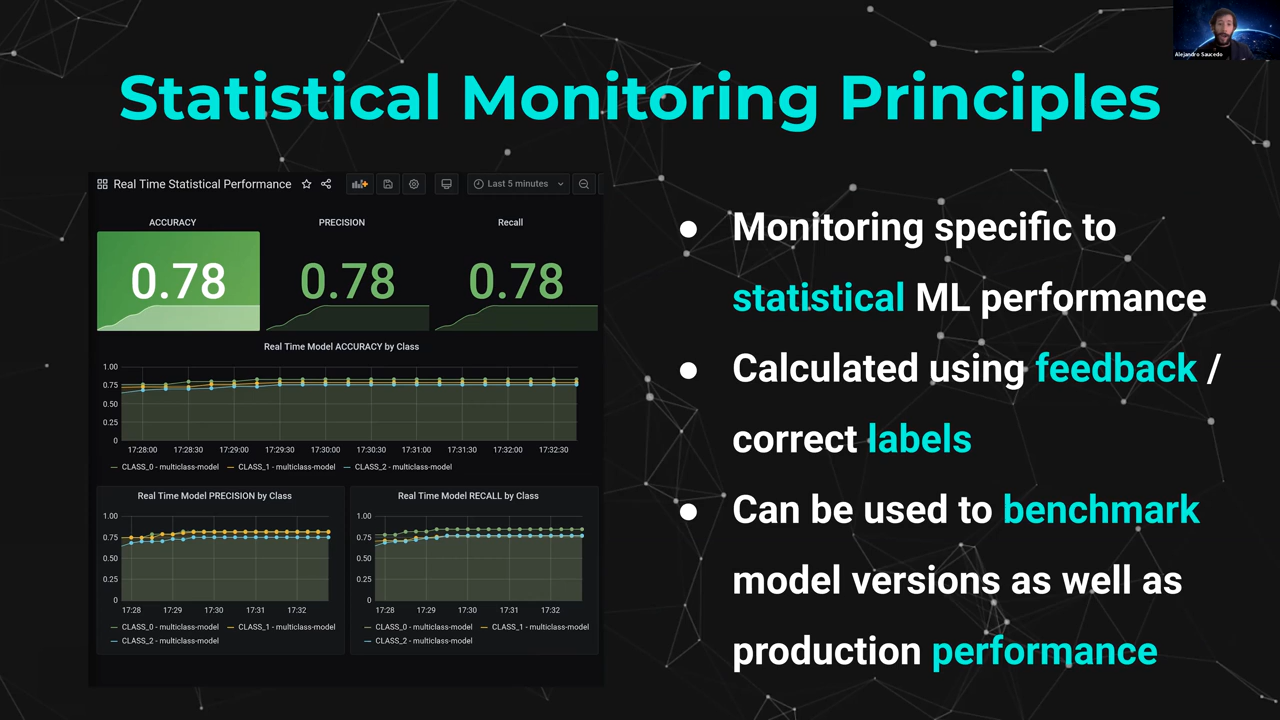 Alejandro Saucedo
Statistical Monitoring Principles
Real Time Statistical Performance
Last 5 minutes
ACCURACY
PRECISION
Recall
0.78
0.78
0.78
Real Time Model ACCURACY by Class
1.00
0.75
0.50
0.25
0
17:28:00 17:28:30 17:29:00 17:29:30 17:30:00 17:30:30 17:31:00 17:31:30 17:32:00 17:32:30
CLASS_0 - multiclass-model CLASS_1 - multiclass-model CLASS_2 - multiclass-model
Real Time Model PRECISION by Class
1.00
0.75
0.50
0.25
0
17:28 17:29 17:30 17:31 17:32
CLASS_0 - multiclass-model CLASS_1 - multiclass-model
CLASS_2 - multiclass-model
Real Time Model RECALL by Class
1.00
0.75
0.50
0.25
0
17:28 17:29 17:30 17:31 17:32
CLASS_0 - multiclass-model CLASS_1 - multiclass-model
CLASS_2 - multiclass-model
● Monitoring specific to
statistical ML performance
● Calculated using feedback /
correct labels
● Can be used to benchmark
model versions as well as
production performance